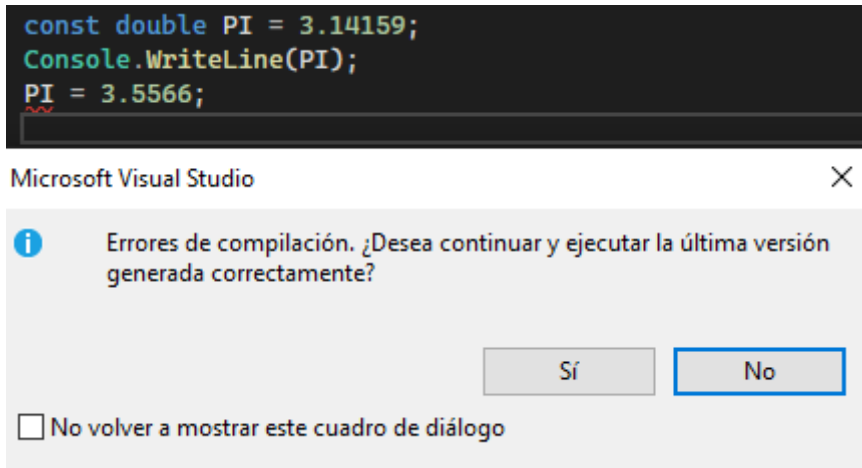 const double PI = 3.14159;
Console.WriteLine(PI);
PI = 3.5566;
Microsoft Visual Studio
Errores de compilación. ¿Desea continuar y ejecutar la última versión
generada correctamente?
Sí
No
No volver a mostrar este cuadro de diálogo